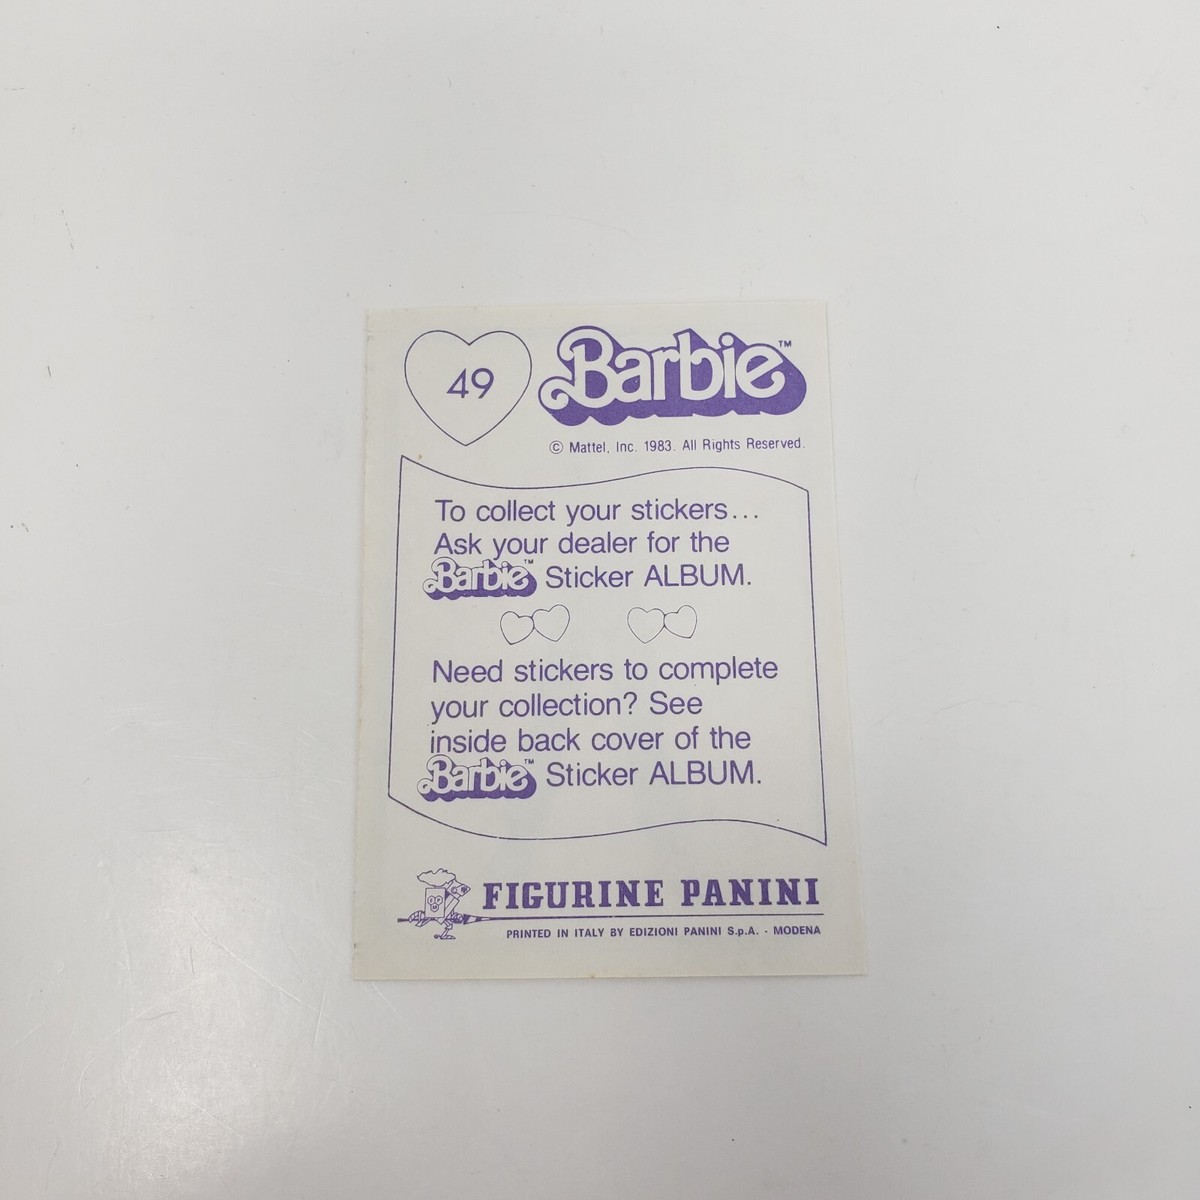 49
Barbie™
© Mattel, Inc. 1983. All Rights Reserved.
To collect your stickers...
Ask your dealer for the
Barbie™ Sticker ALBUM.
Need stickers to complete
your collection? See
inside back cover of the
Barbie™ Sticker ALBUM.
FIGURINE PANINI
PRINTED IN ITALY BY EDIZIONI PANINI S.p.A. - MODENA